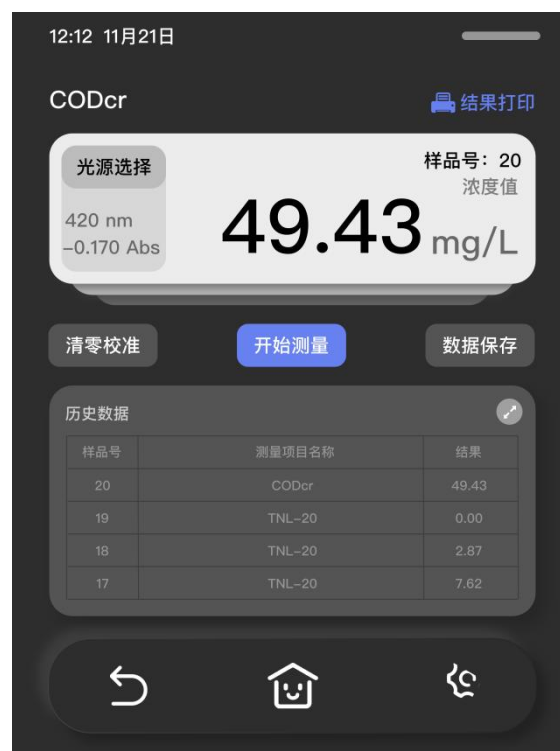 12:12 11月21日
CODcr 结果打印
光源选择 样品号：20
浓度值
420 nm
49.43 mg/L
-0.170 Abs
清零校准 开始测量 数据保存
历史数据
样品号 测量项目名称 结果
20 CODcr 49.43
19 TNL-20 0.00
18 TNL-20 2.87
17 TNL-20 7.62